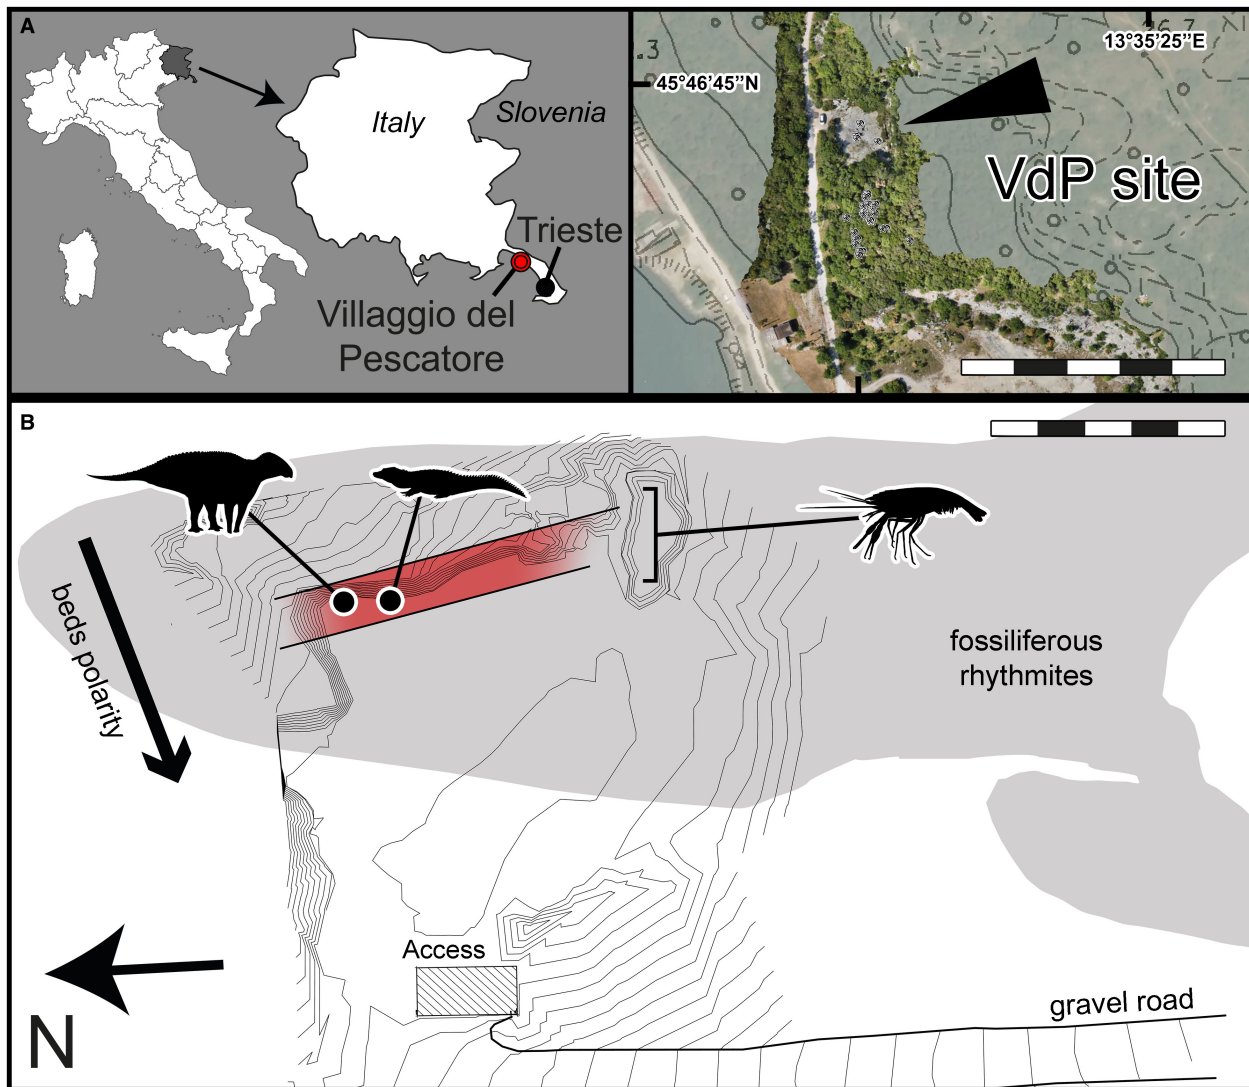 A
Italy
Slovenia
Trieste
Villaggio del
Pescatore
45°46'45’’N
13°35'25’’E
VdP site
B
beds polarity
fossiliferous
rhythmites
Access
gravel road
N